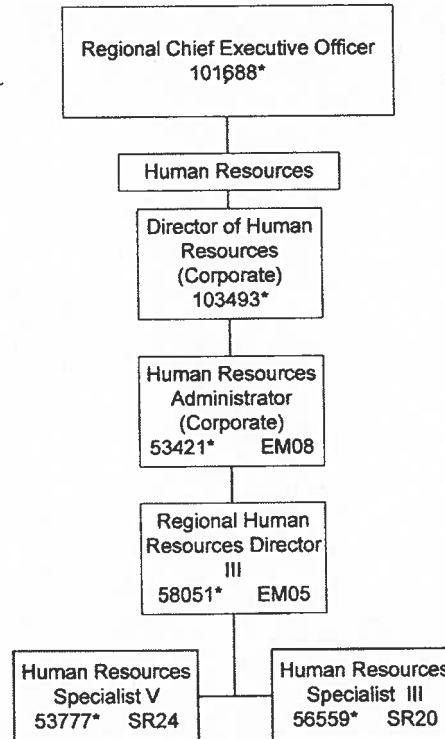 Regional Chief Executive Officer
101688*
Human Resources
Director of Human
Resources
(Corporate)
103493*
Human Resources
Administrator
(Corporate)
53421* EM08
Regional Human
Resources Director
III
58051* EM05
Human Resources
Specialist V
53777* SR24
Human Resources
Specialist III
56559* SR20